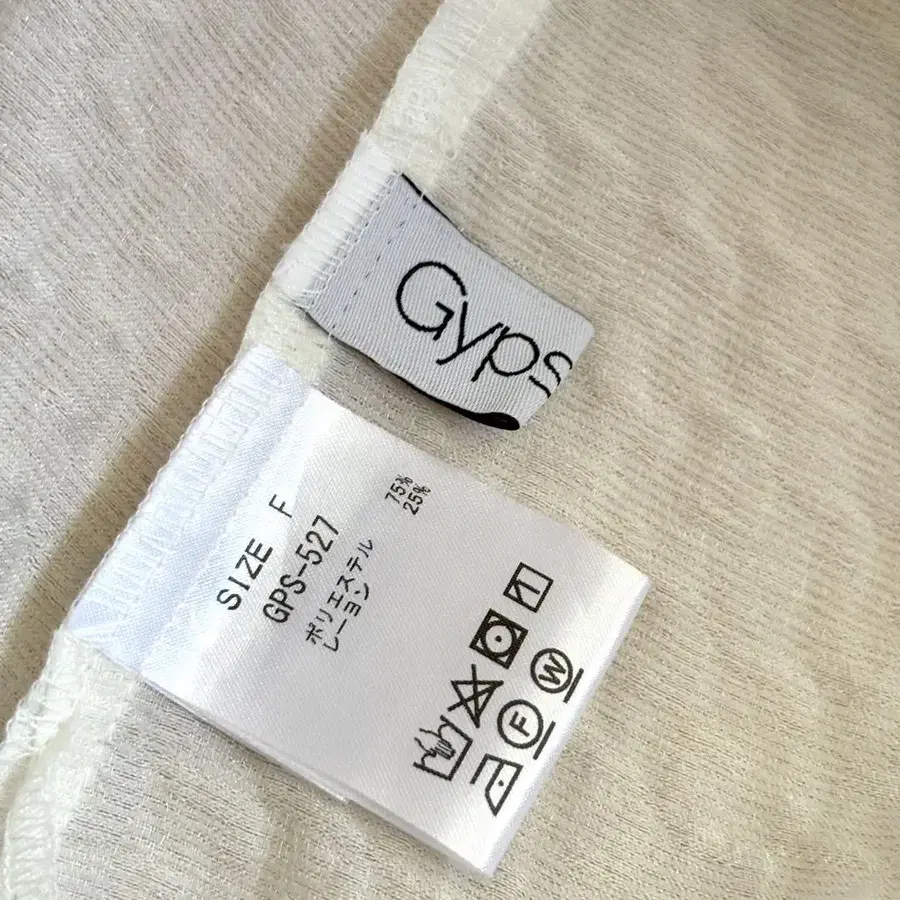 Gyps
SIZE F
GPS-527
ポリエステル 75%
レーヨン 25%
F
W